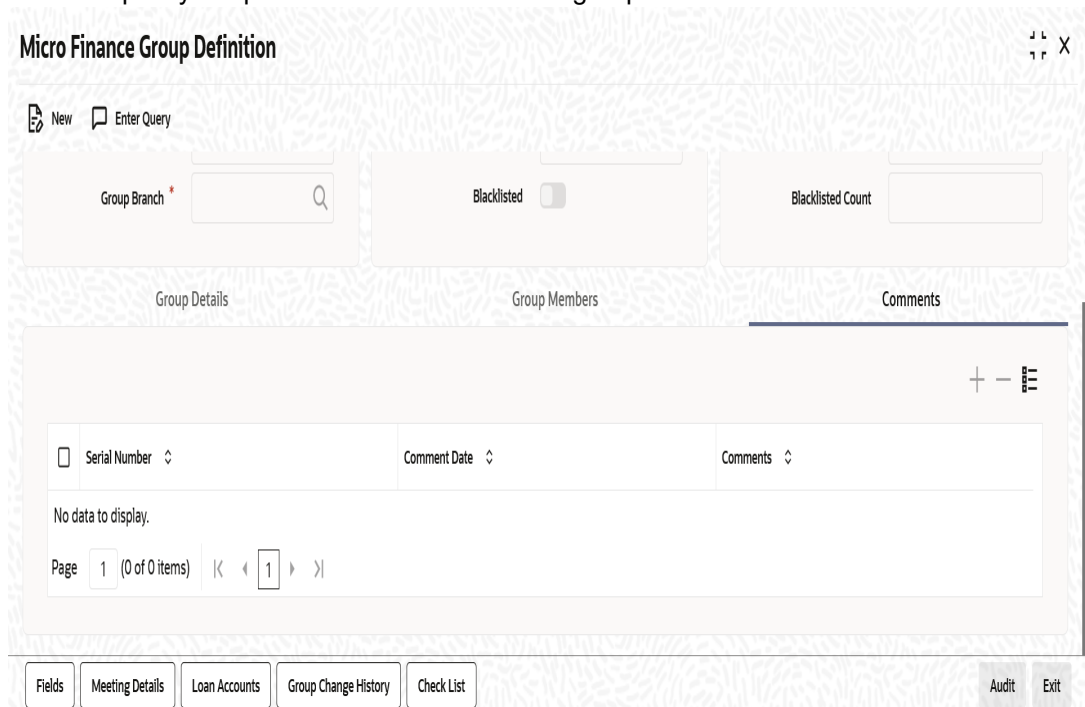 Micro Finance Group Definition
New Enter Query
Group Branch * Blacklisted Blacklisted Count
Group Details Group Members Comments
Serial Number Comment Date Comments
No data to display.
Page 1 (0 of 0 items) 1
Fields Meeting Details Loan Accounts Group Change History Check List Audit Exit